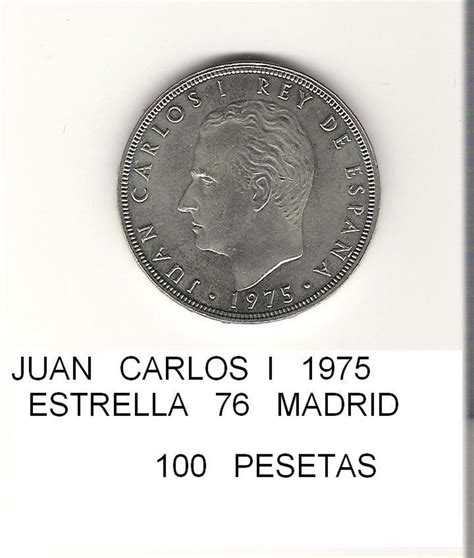 JUAN CARLOS I REY DE ESPAÑA
· 1975 ·
JUAN CARLOS I 1975
ESTRELLA 76 MADRID
100 PESETAS